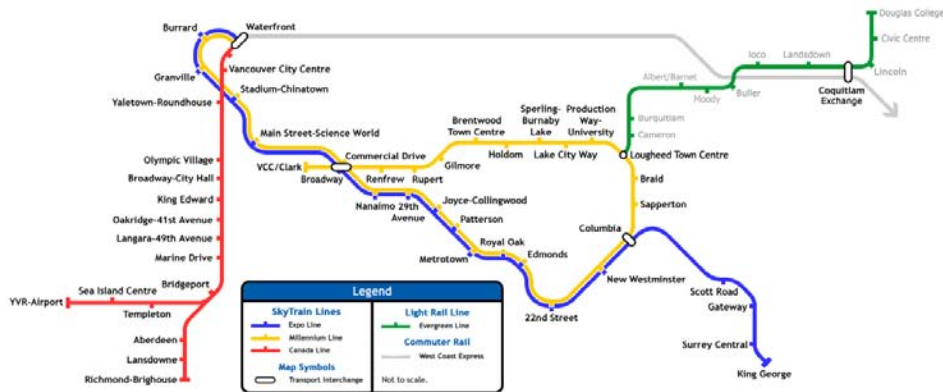 Burrard
Waterfront
Granville
Vancouver City Centre
Stadium-Chinatown
Yaletown-Roundhouse
Main Street-Science World
Olympic Village
Broadway-City Hall
King Edward
Oakridge-41st Avenue
Langara-49th Avenue
Marine Drive
Bridgeport
Sea Island Centre
YVR-Airport
Templeton
Aberdeen
Lansdowne
Richmond-Brighouse
VCC/Clark
Commercial Drive
Broadway
Renfrew
Rupert
Gilmore
Brentwood
Town Centre
Holdom
Sperling-
Burnaby
Lake
Lake City Way
Production
Way-
University
Lougheed Town Centre
Braid
Sapperton
Columbia
Nanaimo
29th
Avenue
Joyce-Collingwood
Patterson
Metrotown
Royal Oak
Edmonds
22nd Street
New Westminster
Scott Road
Gateway
Surrey Central
King George
Cameron
Burquitlam
Albert/Barnet
Moody
Buller
Ioco
Landsdown
Coquitlam
Exchange
Lincoln
Civic Centre
Douglas College
Legend
SkyTrain Lines
Expo Line
Millennium Line
Canada Line
Map Symbols
Transport Interchange
Light Rail Line
Evergreen Line
Commuter Rail
West Coast Express
Not to scale.